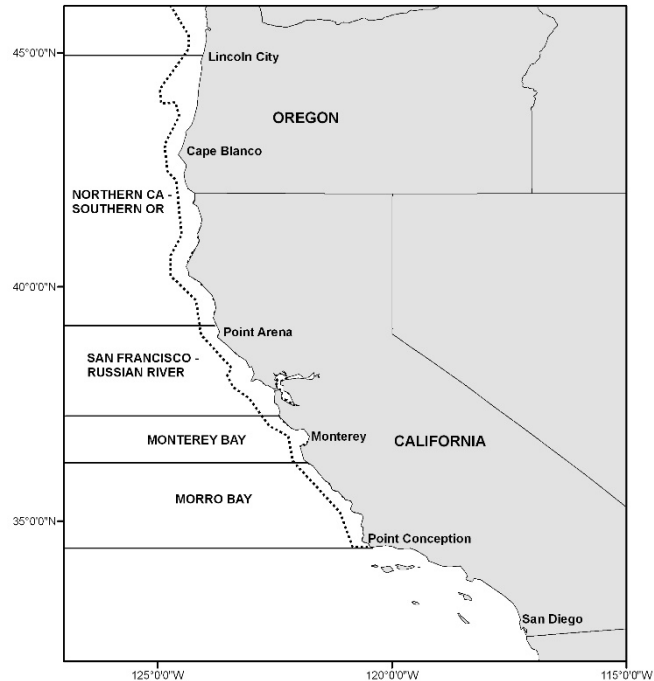 45°0'0"N
Lincoln City
OREGON
Cape Blanco
NORTHERN CA -
SOUTHERN OR
40°0'0"N
Point Arena
SAN FRANCISCO -
RUSSIAN RIVER
MONTEREY BAY
Monterey
CALIFORNIA
MORRO BAY
35°0'0"N
Point Conception
San Diego
125°0'0"W
120°0'0"W
115°0'0"W